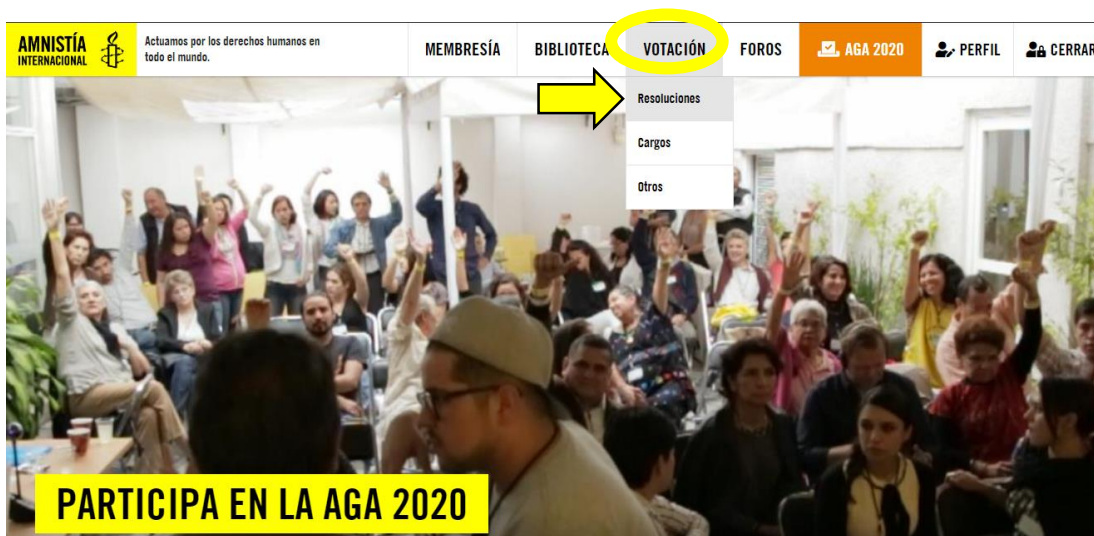 AMNISTÍA
INTERNACIONAL
Actuamos por los derechos humanos en
todo el mundo.
MEMBRESÍA BIBLIOTECA VOTACIÓN FOROS AGA 2020 PERFIL CERRAR
Resoluciones
Cargos
Otros
PARTICIPA EN LA AGA 2020